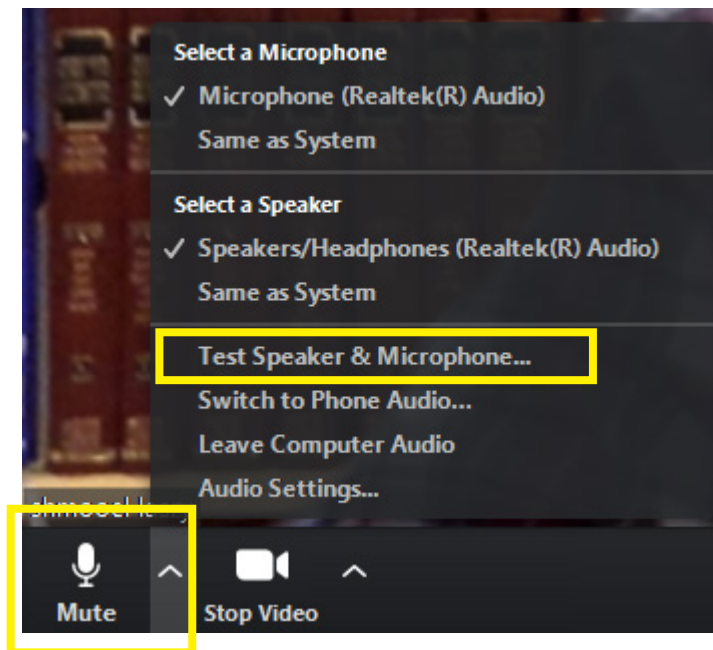 Select a Microphone
✓ Microphone (Realtek(R) Audio)
Same as System
Select a Speaker
✓ Speakers/Headphones (Realtek(R) Audio)
Same as System
Test Speaker & Microphone...
Switch to Phone Audio...
Leave Computer Audio
Audio Settings...
Mute
Stop Video